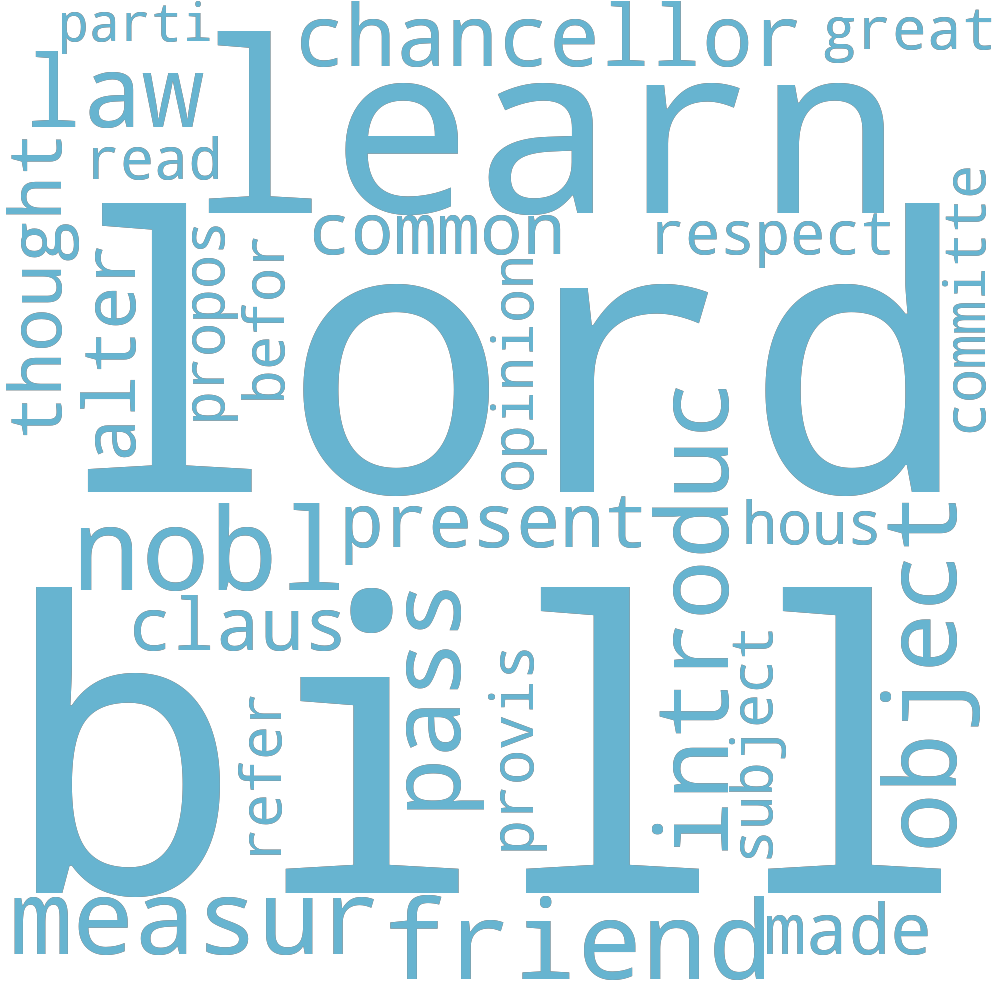 parti
chancellor
great
law
learn
read
thought
common
respect
committe
alter
propos
befor
lord
opinion
introduc
nobl
present
hous
object
claus
bill
pass
refer
provis
subject
measur
friend
made